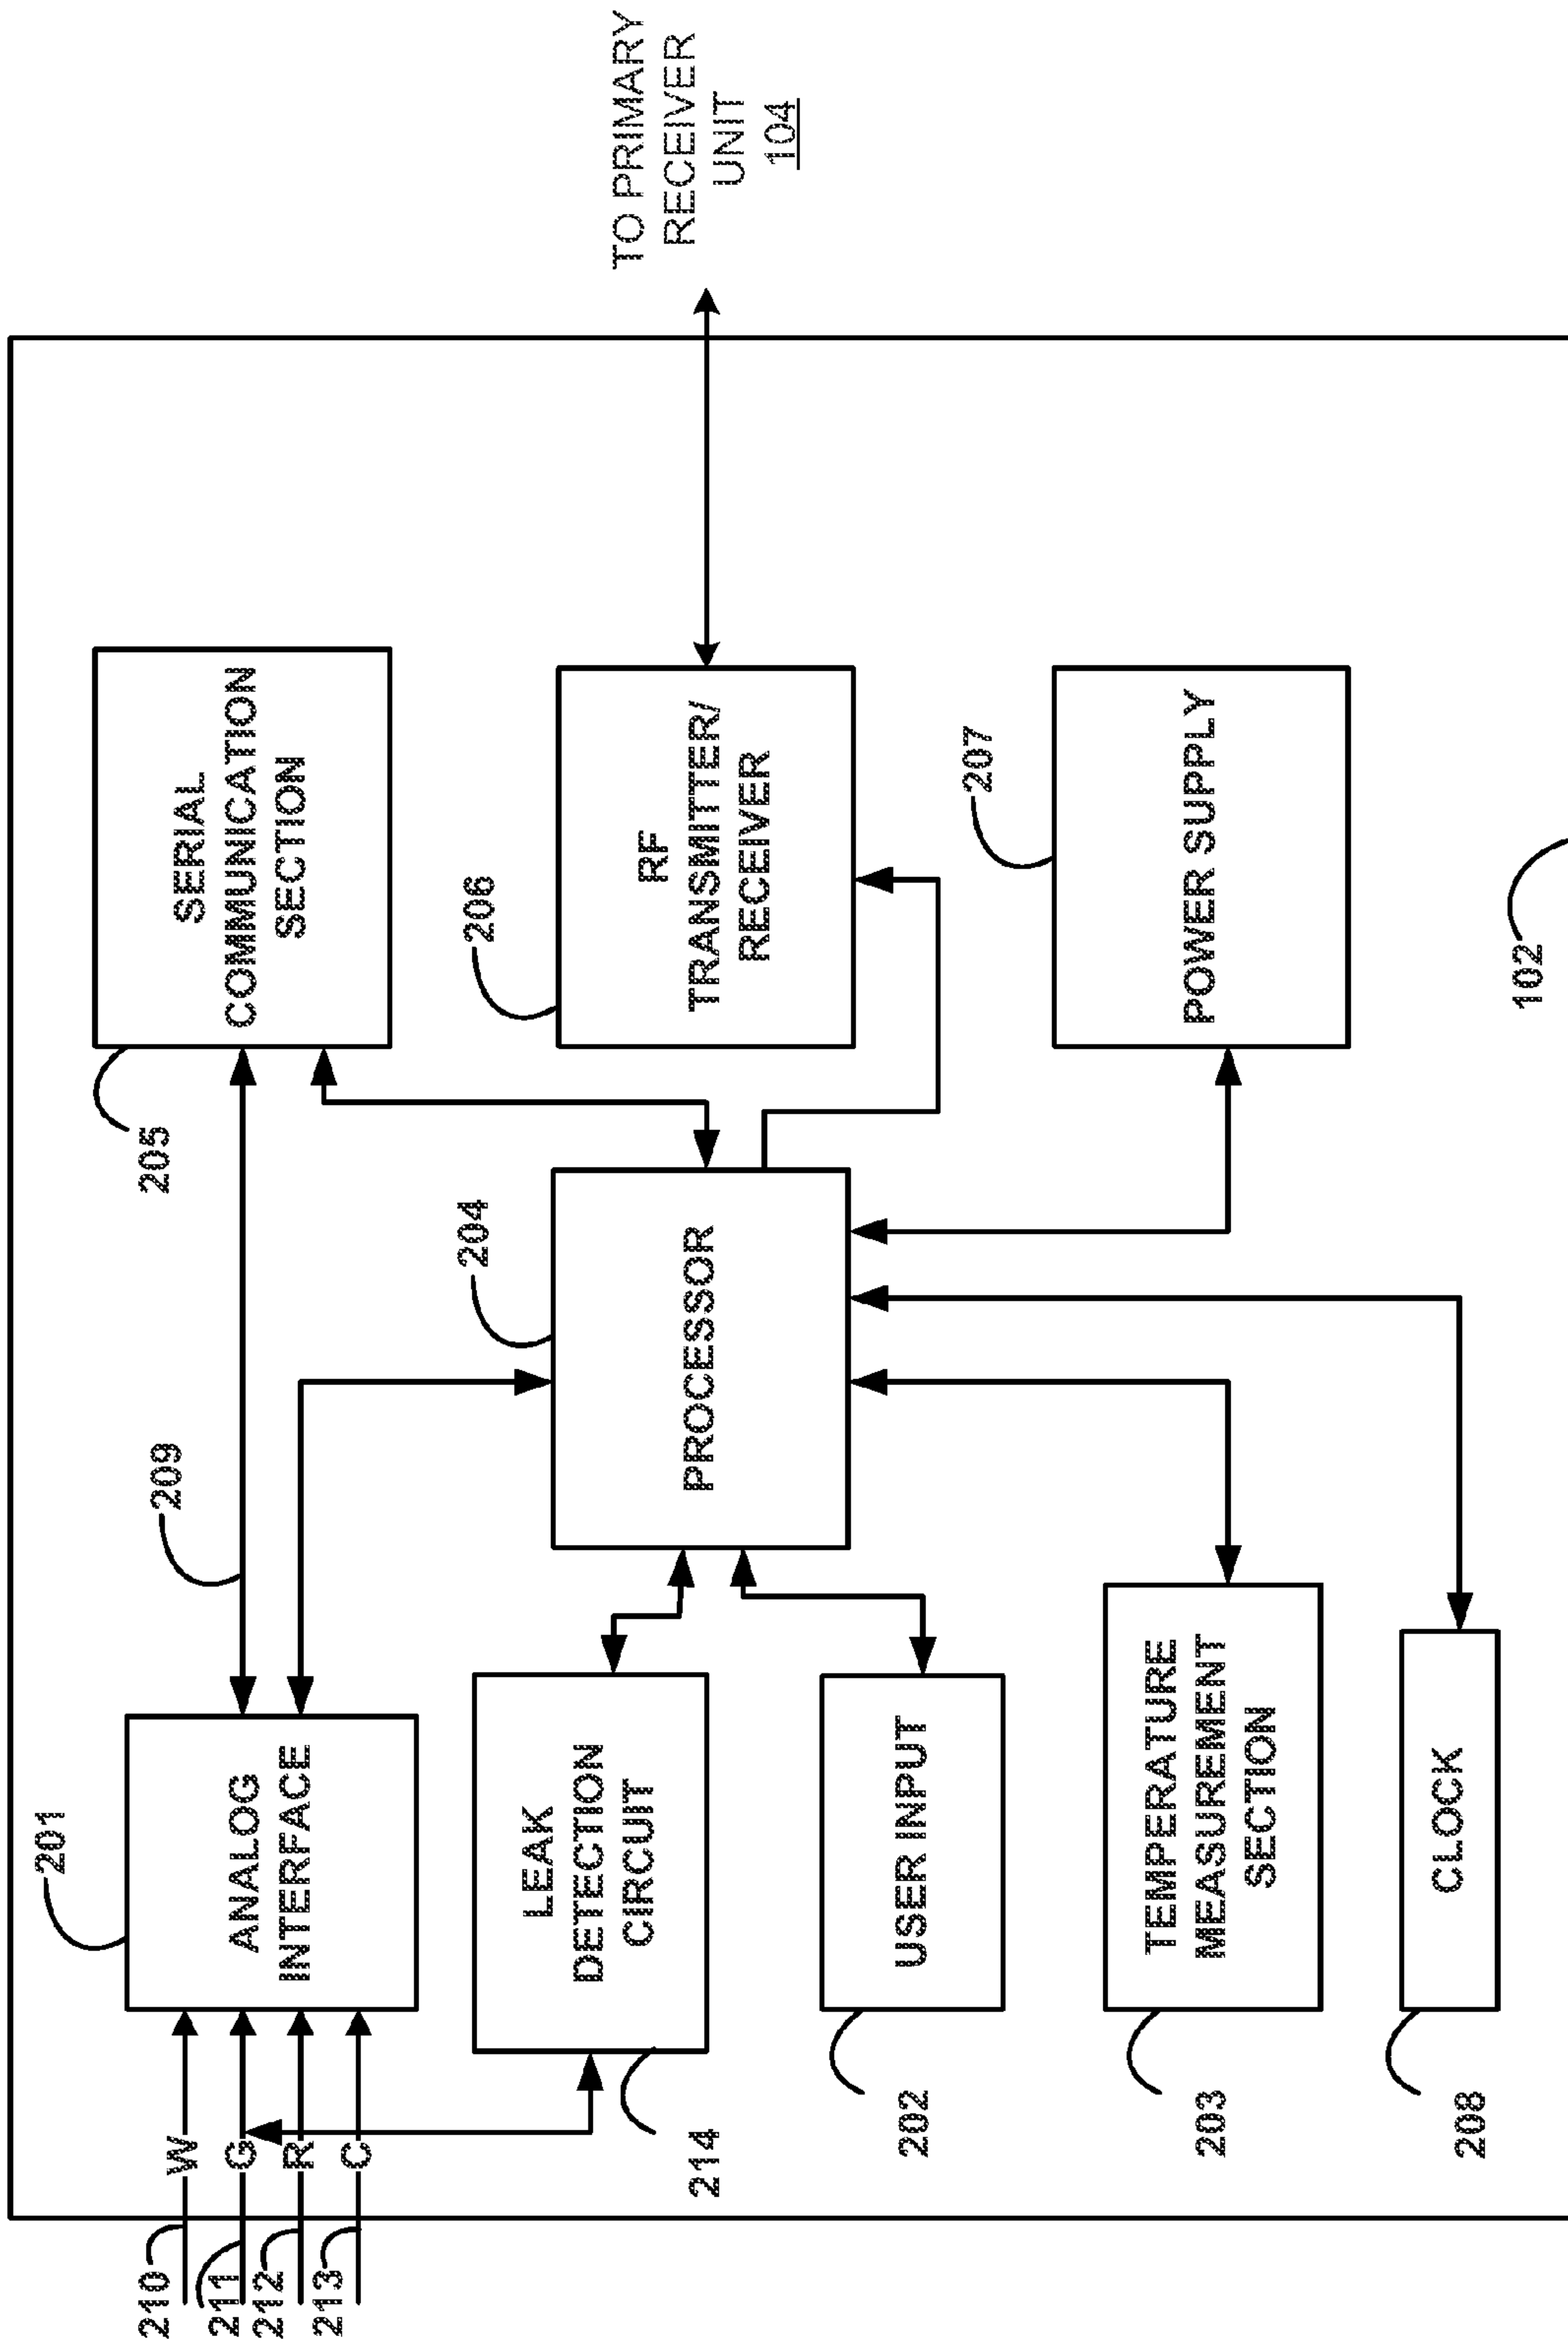 210
W
211
G
212
R
213
C
201
ANALOG
INTERFACE
209
205
SERIAL
COMMUNICATION
SECTION
214
LEAK
DETECTION
CIRCUIT
204
PROCESSOR
206
RF
TRANSMITTER/
RECEIVER
TO PRIMARY
RECEIVER
UNIT
104
202
USER INPUT
203
TEMPERATURE
MEASUREMENT
SECTION
207
POWER SUPPLY
208
CLOCK
102